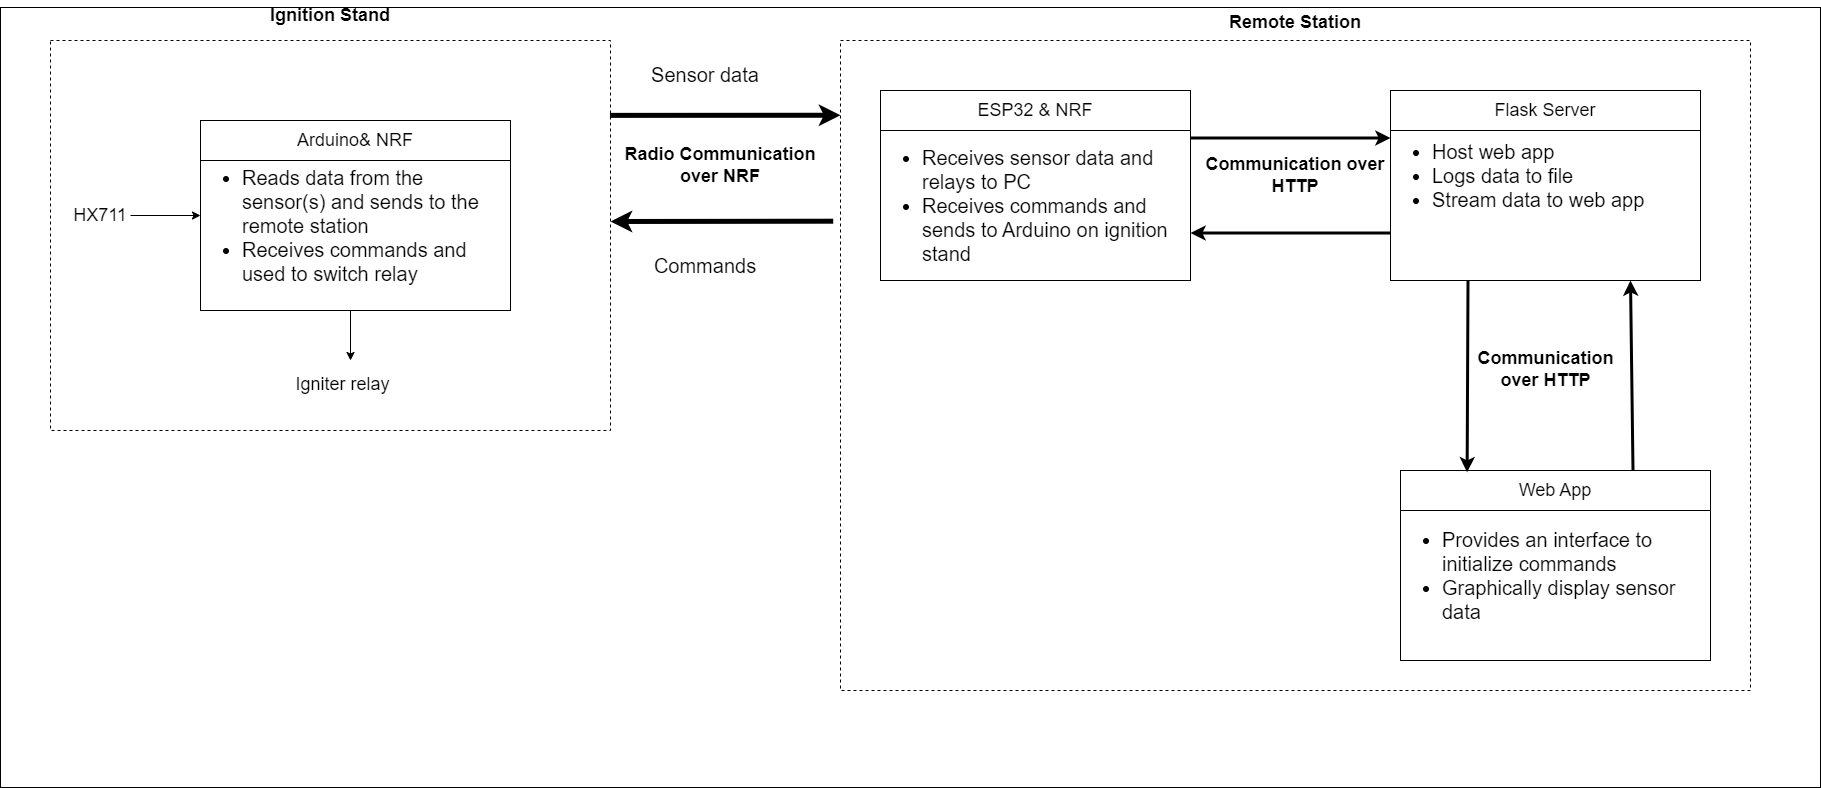 Ignition Stand
Remote Station
Sensor data
Radio Communication
over NRF
Commands
Arduino& NRF
• Reads data from the
sensor(s) and sends to the
remote station
• Receives commands and
used to switch relay
HX711
Igniter relay
ESP32 & NRF
• Receives sensor data and
relays to PC
• Receives commands and
sends to Arduino on ignition
stand
Communication over
HTTP
Flask Server
• Host web app
• Logs data to file
• Stream data to web app
Communication
over HTTP
Web App
• Provides an interface to
initialize commands
• Graphically display sensor
data